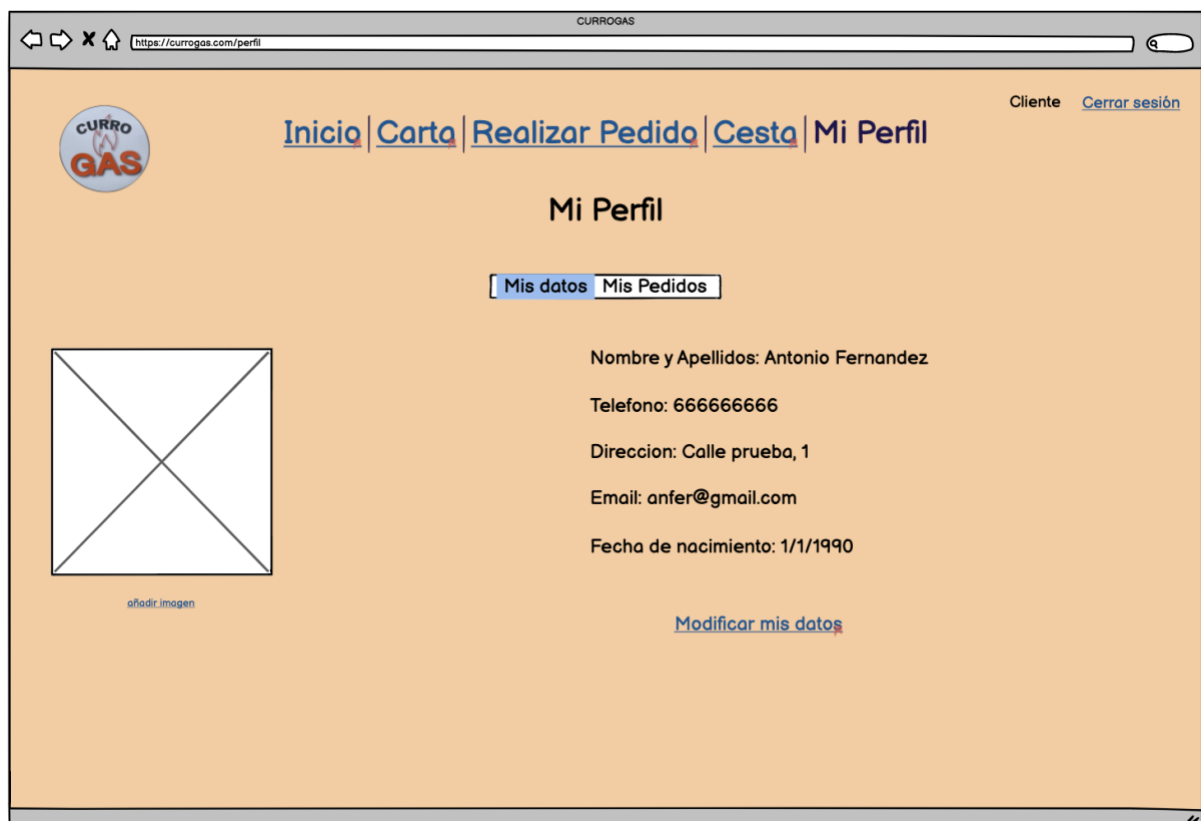 CURROGAS
https://currogas.com/perfil
Cliente Cerrar sesión
CURRO
GAS
Inicio Carta Realizar Pedido Cesta Mi Perfil
Mi Perfil
Mis datos Mis Pedidos
Nombre y Apellidos: Antonio Fernandez
Telefono: 666666666
Direccion: Calle prueba, 1
Email: anfer@gmail.com
Fecha de nacimiento: 1/1/1990
añadir imagen
Modificar mis datos